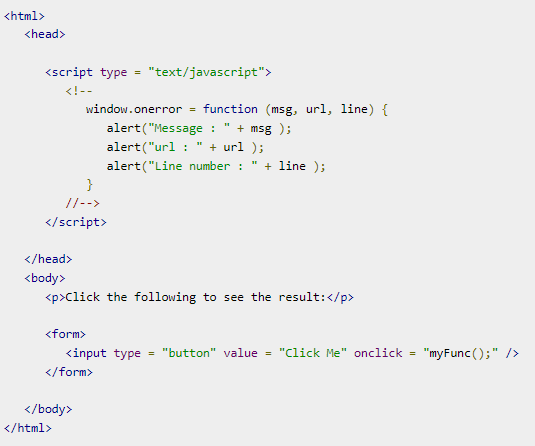 <html>
<head>
<script type = "text/javascript">
<!--
window.onerror = function (msg, url, line) {
alert("Message : " + msg );
alert("url : " + url );
alert("Line number : " + line );
}
//-->
</script>
</head>
<body>
<p>Click the following to see the result:</p>
<form>
<input type = "button" value = "Click Me" onclick = "myFunc();" />
</form>
</body>
</html>